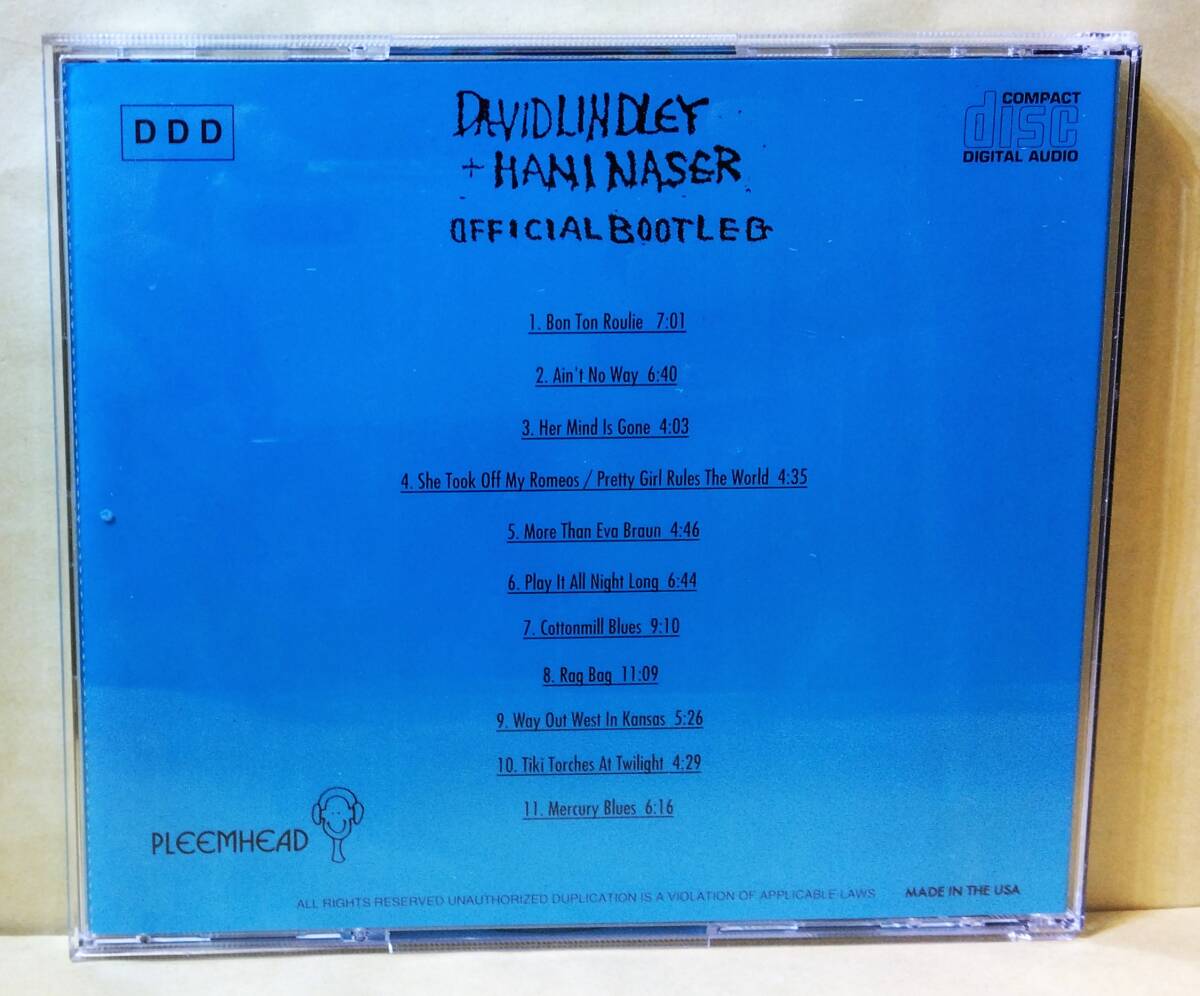 DDD
DAVID LINDLEY
+ HANI NASER
OFFICIAL BOOTLEG
COMPACT
disc
DIGITAL AUDIO
1. Bon Ton Roulie 7:01
2. Ain't No Way 6:40
3. Her Mind Is Gone 4:03
4. She Took Off My Romeos / Pretty Girl Rules The World 4:35
5. More Than Eva Braun 4:46
6. Play It All Night Long 6:44
7. Cottonmill Blues 9:10
8. Rag Bag 11:09
9. Way Out West In Kansas 5:26
10. Tiki Torches At Twilight 4:29
11. Mercury Blues 6:16
PLEEMHEAD
ALL RIGHTS RESERVED UNAUTHORIZED DUPLICATION IS A VIOLATION OF APPLICABLE LAWS
MADE IN THE USA